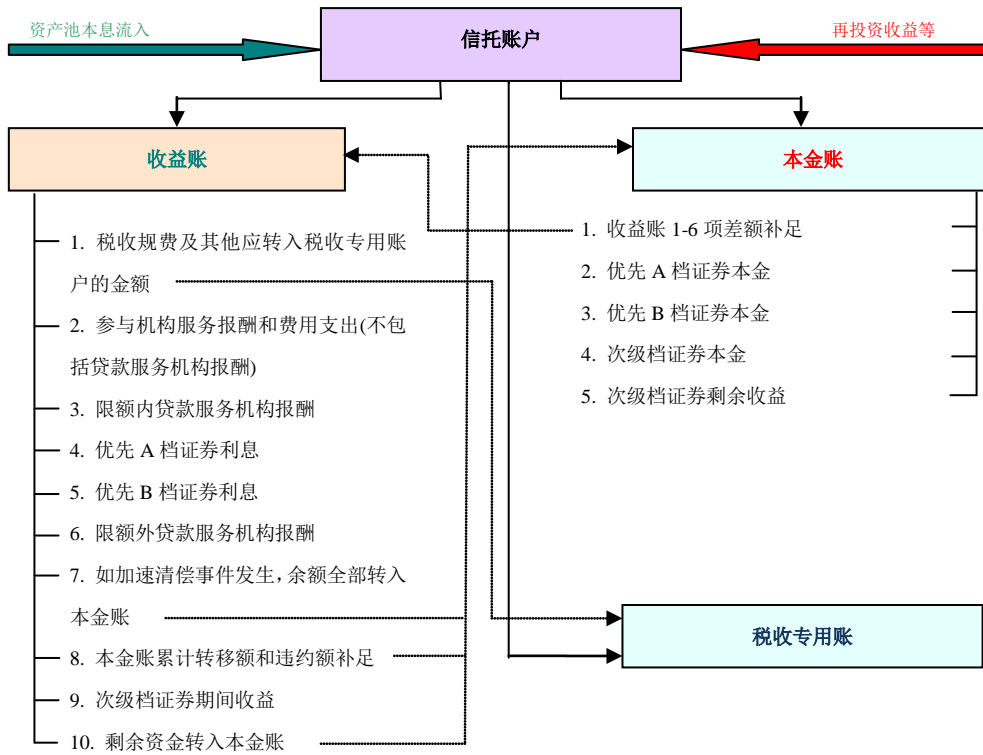 资产池本息流入
信托账户
再投资收益等
收益账
本金账
1. 税收规费及其他应转入税收专用账
户的金额
2. 参与机构服务报酬和费用支出(不包
括贷款服务机构报酬)
3. 限额内贷款服务机构报酬
4. 优先 A 档证券利息
5. 优先 B 档证券利息
6. 限额外贷款服务机构报酬
7. 如加速清偿事件发生，余额全部转入
本金账
8. 本金账累计转移额和违约额补足
9. 次级档证券期间收益
10. 剩余资金转入本金账
1. 收益账 1-6 项差额补足
2. 优先 A 档证券本金
3. 优先 B 档证券本金
4. 次级档证券本金
5. 次级档证券剩余收益
税收专用账